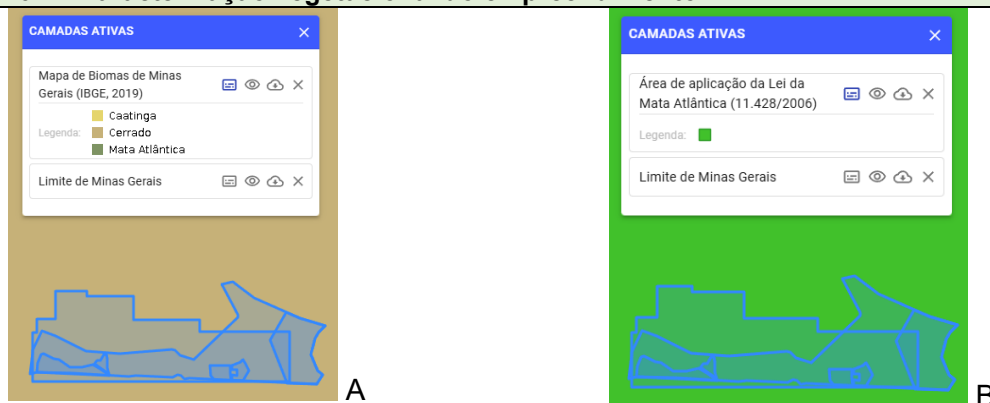 CAMADAS ATIVAS
Mapa de Biomas de Minas
Gerais (IBGE, 2019)
Legenda:
Caatinga
Cerrado
Mata Atlântica
Limite de Minas Gerais
A
CAMADAS ATIVAS
Área de aplicação da Lei da
Mata Atlântica (11.428/2006)
Legenda:
Limite de Minas Gerais
B